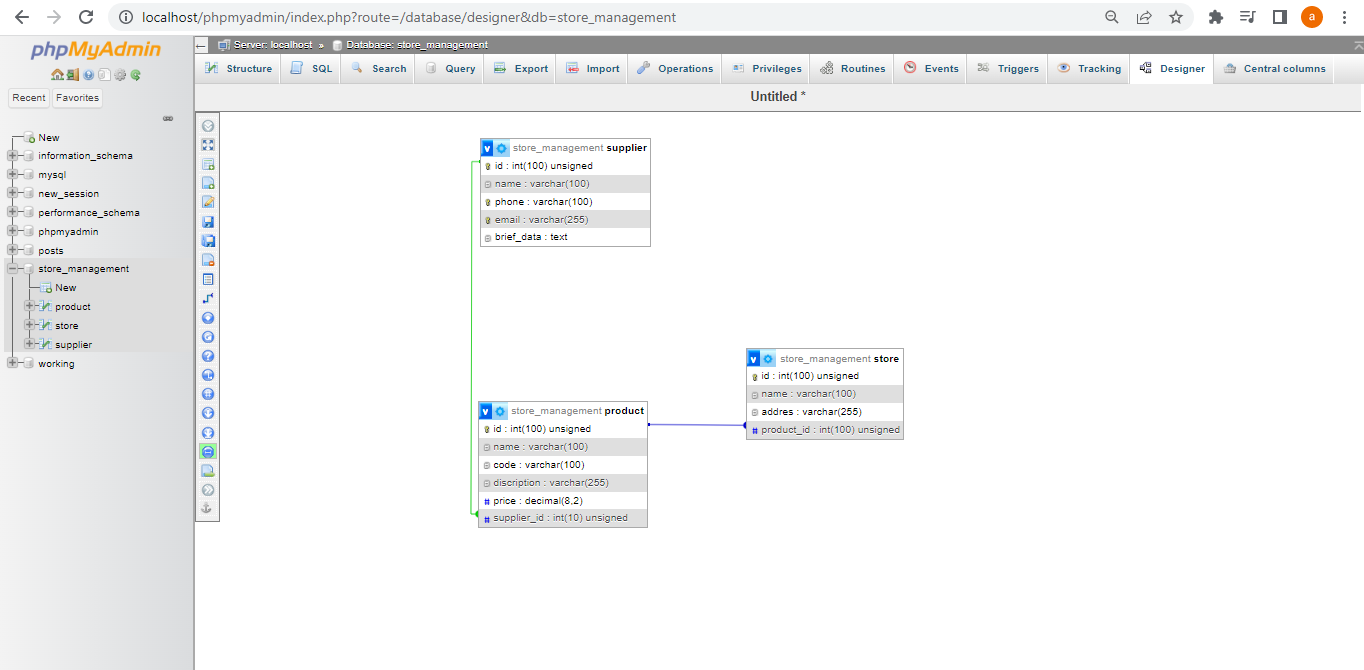 localhost/phpmyadmin/index.php?route=/database/designer&db=store_management
a
phpMyAdmin
Recent Favorites
New
information_schema
mysql
new_session
performance_schema
phpmyadmin
posts
store_management
New
product
store
supplier
working
Server: localhost » Database: store_management
Structure SQL Search Query Export Import Operations Privileges Routines Events Triggers Tracking Designer Central columns
Untitled *
v store_management supplier
id : int(100) unsigned
name : varchar(100)
phone : varchar(100)
email : varchar(255)
brief_data : text
v store_management store
id : int(100) unsigned
name : varchar(100)
addres : varchar(255)
# product_id : int(100) unsigned
v store_management product
id : int(100) unsigned
name : varchar(100)
code : varchar(100)
discription : varchar(255)
# price : decimal(8,2)
# supplier_id : int(10) unsigned